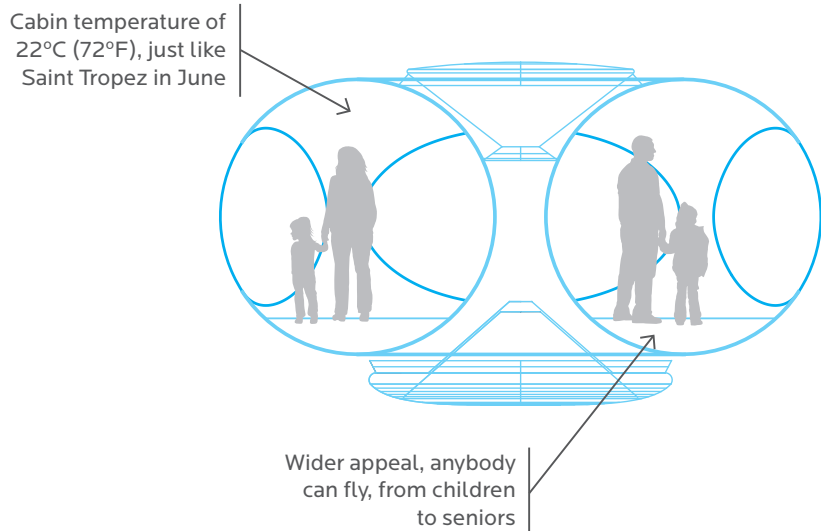 Cabin temperature of
22°C (72°F), just like
Saint Tropez in June
Wider appeal, anybody
can fly, from children
to seniors